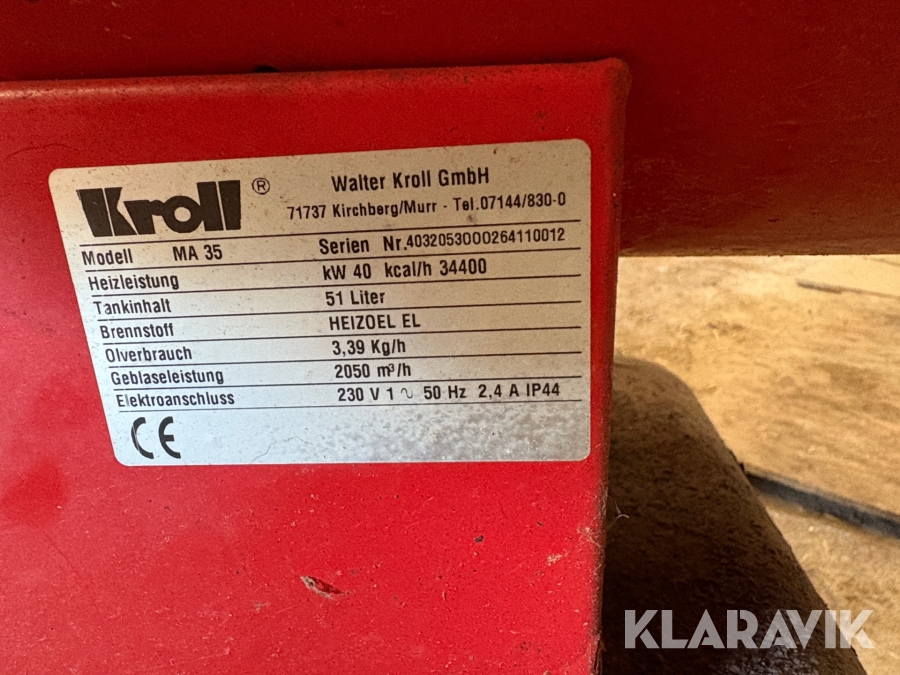 Kroll ®
Walter Kroll GmbH
71737 Kirchberg/Murr - Tel.07144/830-0
Modell MA 35 Serien Nr.4032053000264110012
Heizleistung kW 40 kcal/h 34400
Tankinhalt 51 Liter
Brennstoff HEIZOEL EL
Olverbrauch 3,39 Kg/h
Geblaseleistung 2050 m³/h
Elektroanschluss 230 V 1 ∿ 50 Hz 2,4 A IP44
CE
KLARAVIK